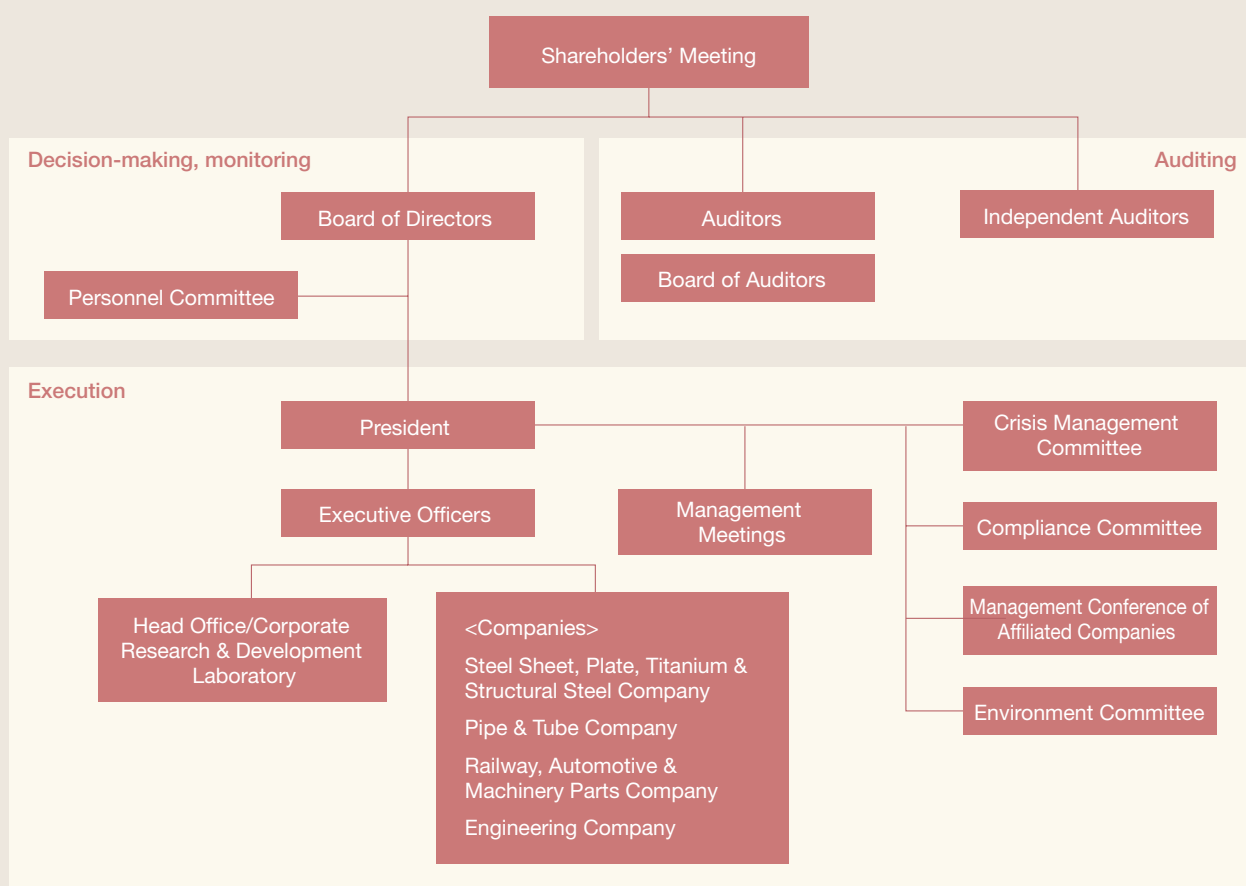 Shareholders’ Meeting
Decision-making, monitoring
Auditing
Board of Directors
Auditors
Independent Auditors
Personnel Committee
Board of Auditors
Execution
President
Crisis Management
Committee
Executive Officers
Management
Meetings
Compliance Committee
Head Office/Corporate
Research & Development
Laboratory
<Companies>
Steel Sheet, Plate, Titanium &
Structural Steel Company
Pipe & Tube Company
Railway, Automotive &
Machinery Parts Company
Engineering Company
Management Conference of
Affiliated Companies
Environment Committee